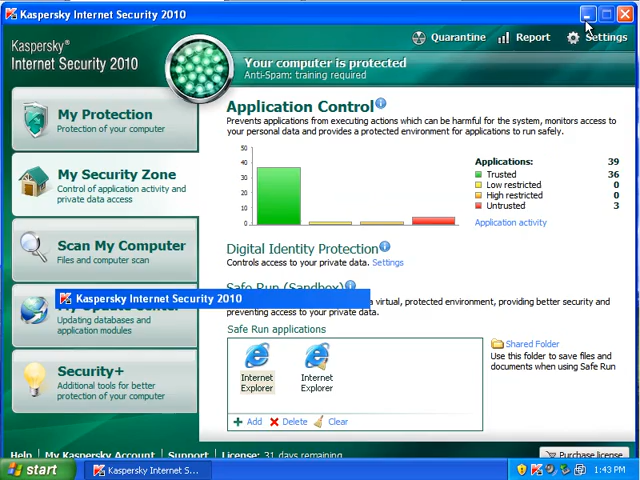 Kaspersky Internet Security 2010
Kaspersky®
Internet Security 2010
Quarantine
Report
Settings
Your computer is protected
Anti-Spam: training required
My Protection
Protection of your computer
My Security Zone
Control of application activity and
private data access
Scan My Computer
Files and computer scan
Kaspersky Internet Security 2010
Updating databases and
application modules
Security+
Additional tools for better
protection of your computer
Application Control
Prevents applications from executing actions which can be harmful for the system, monitors access to
your personal data and provides a protected environment for applications to run safely.
50
40
30
20
10
0
Applications: 39
Trusted 36
Low restricted 0
High restricted 0
Untrusted 3
Application activity
Digital Identity Protection
Controls access to your private data. Settings
Safe Run (Sandbox)
a virtual, protected environment, providing better security and
preventing access to your private data.
Safe Run applications
Internet
Explorer
Internet
Explorer
Add
Delete
Clear
Shared Folder
Use this folder to save files and
documents when using Safe Run
Help
My Kaspersky Account
Support
License: 31 days remaining
Purchase license
start
Kaspersky Internet S...
1:43 PM